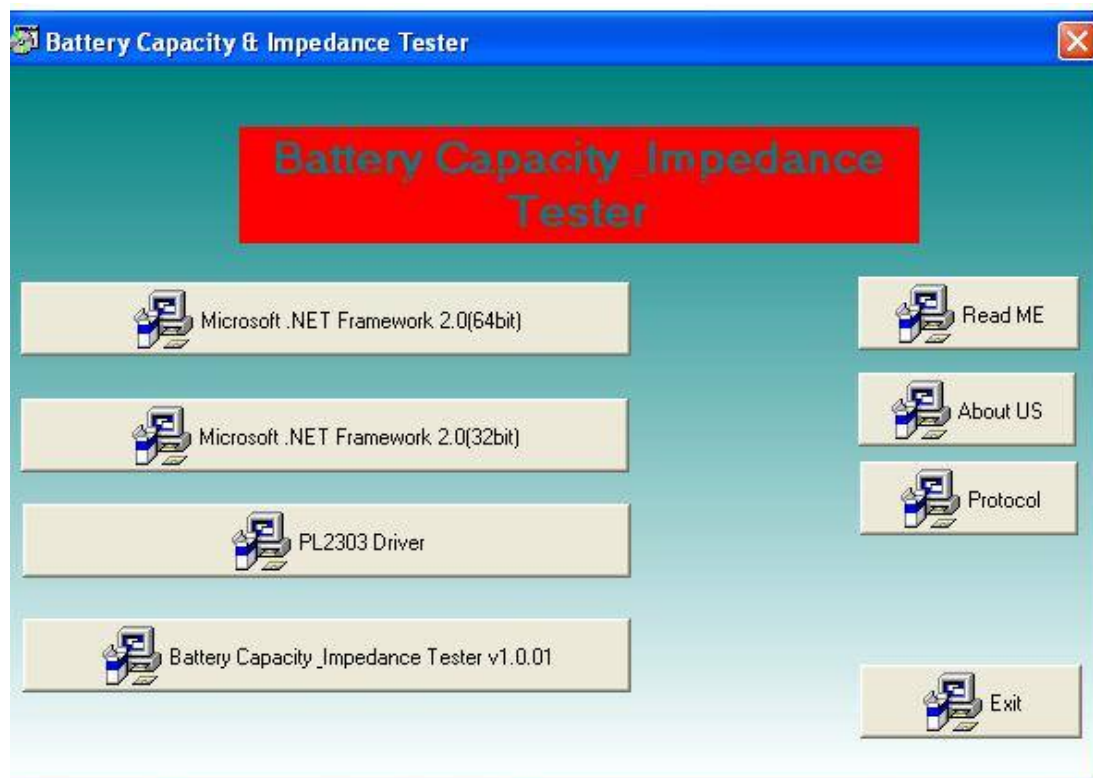 Battery Capacity & Impedance Tester
Battery Capacity _Impedance
Tester
Microsoft .NET Framework 2.0(64bit)
Microsoft .NET Framework 2.0(32bit)
PL2303 Driver
Battery Capacity _Impedance Tester v1.0.01
Read ME
About US
Protocol
Exit